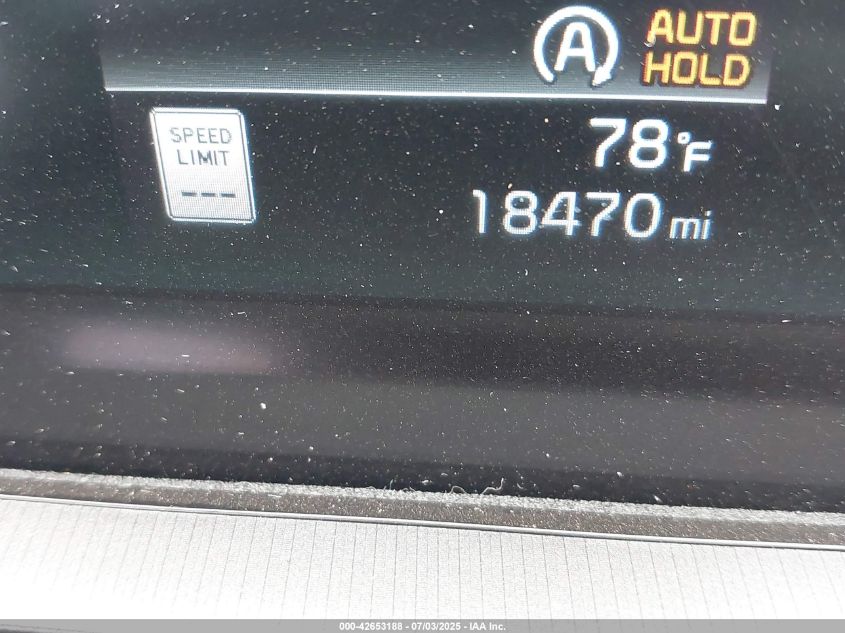 A
AUTO
HOLD
SPEED
LIMIT
---
78°F
18470 mi
000-42653188 - 07/03/2025 - IAA Inc.